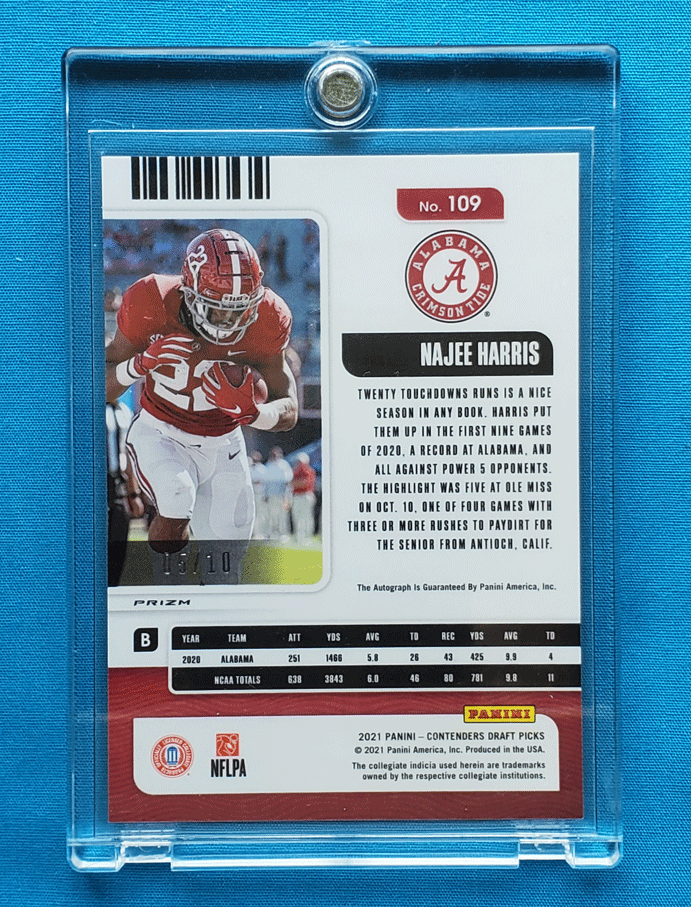 No. 109
ALABAMA
A
CRIMSON TIDE
®
NAJEE HARRIS
TWENTY TOUCHDOWNS RUNS IS A NICE
SEASON IN ANY BOOK. HARRIS PUT
THEM UP IN THE FIRST NINE GAMES
OF 2020, A RECORD AT ALABAMA, AND
ALL AGAINST POWER 5 OPPONENTS.
THE HIGHLIGHT WAS FIVE AT OLE MISS
ON OCT. 10, ONE OF FOUR GAMES WITH
THREE OR MORE RUSHES TO PAYDIRT FOR
THE SENIOR FROM ANTIOCH, CALIF.
The Autograph Is Guaranteed By Panini America, Inc.
22
05/10
PRIZM
B
YEAR TEAM ATT YDS AVG TD REC YDS AVG TD
2020 ALABAMA 251 1466 5.8 26 43 425 9.9 4
NCAA TOTALS 638 3843 6.0 46 80 781 9.8 11
PANINI
OFFICIALLY LICENSED COLLEGIATE PRODUCTS
NFLPA
2021 PANINI – CONTENDERS DRAFT PICKS
© 2021 Panini America, Inc. Produced in the USA.
The collegiate indicia used herein are trademarks
owned by the respective collegiate institutions.